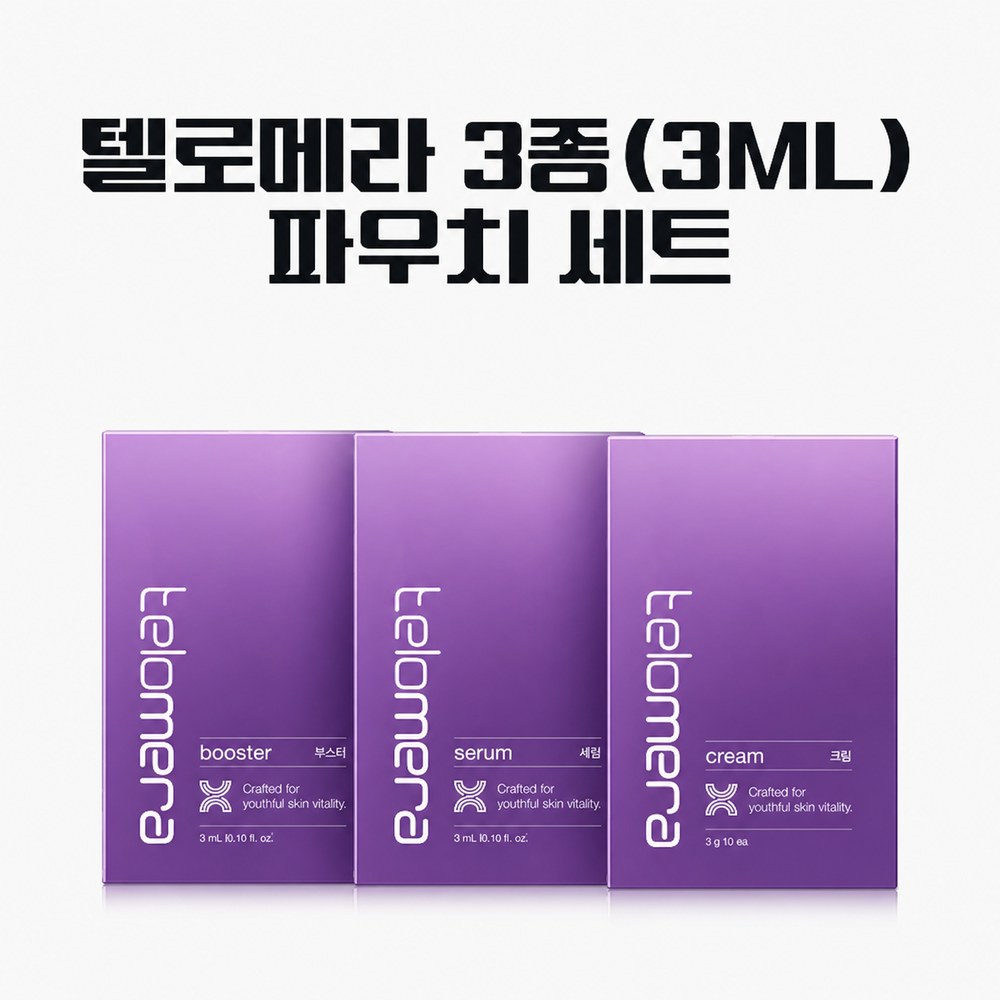 텔로메라 3종(3ML)
파우치 세트
telomera
booster 부스터
Crafted for
youthful skin vitality.
3 mL (0.10 fl. oz.)
telomera
serum 세럼
Crafted for
youthful skin vitality.
3 mL (0.10 fl. oz.)
telomera
cream 크림
Crafted for
youthful skin vitality.
3 g 10 ea